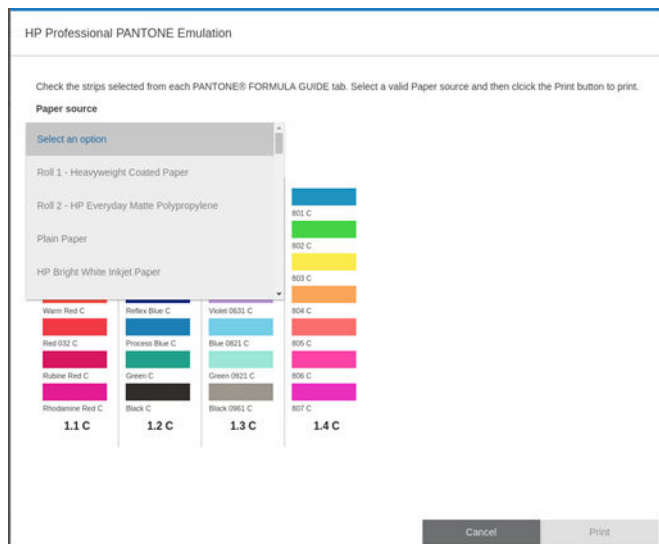 HP Professional PANTONE Emulation
Check the strips selected from each PANTONE® FORMULA GUIDE tab. Select a valid Paper source and then clcick the Print button to print.
Paper source
Select an option
Roll 1 - Heavyweight Coated Paper
Roll 2 - HP Everyday Matte Polypropylene
Plain Paper
HP Bright White Inkjet Paper
801 C
802 C
803 C
Warm Red C Reflex Blue C Violet 0631 C 804 C
Red 032 C Process Blue C Blue 0821 C 805 C
Rubine Red C Green C Green 0921 C 806 C
Rhodamine Red C Black C Black 0961 C 807 C
1.1 C 1.2 C 1.3 C 1.4 C
Cancel Print